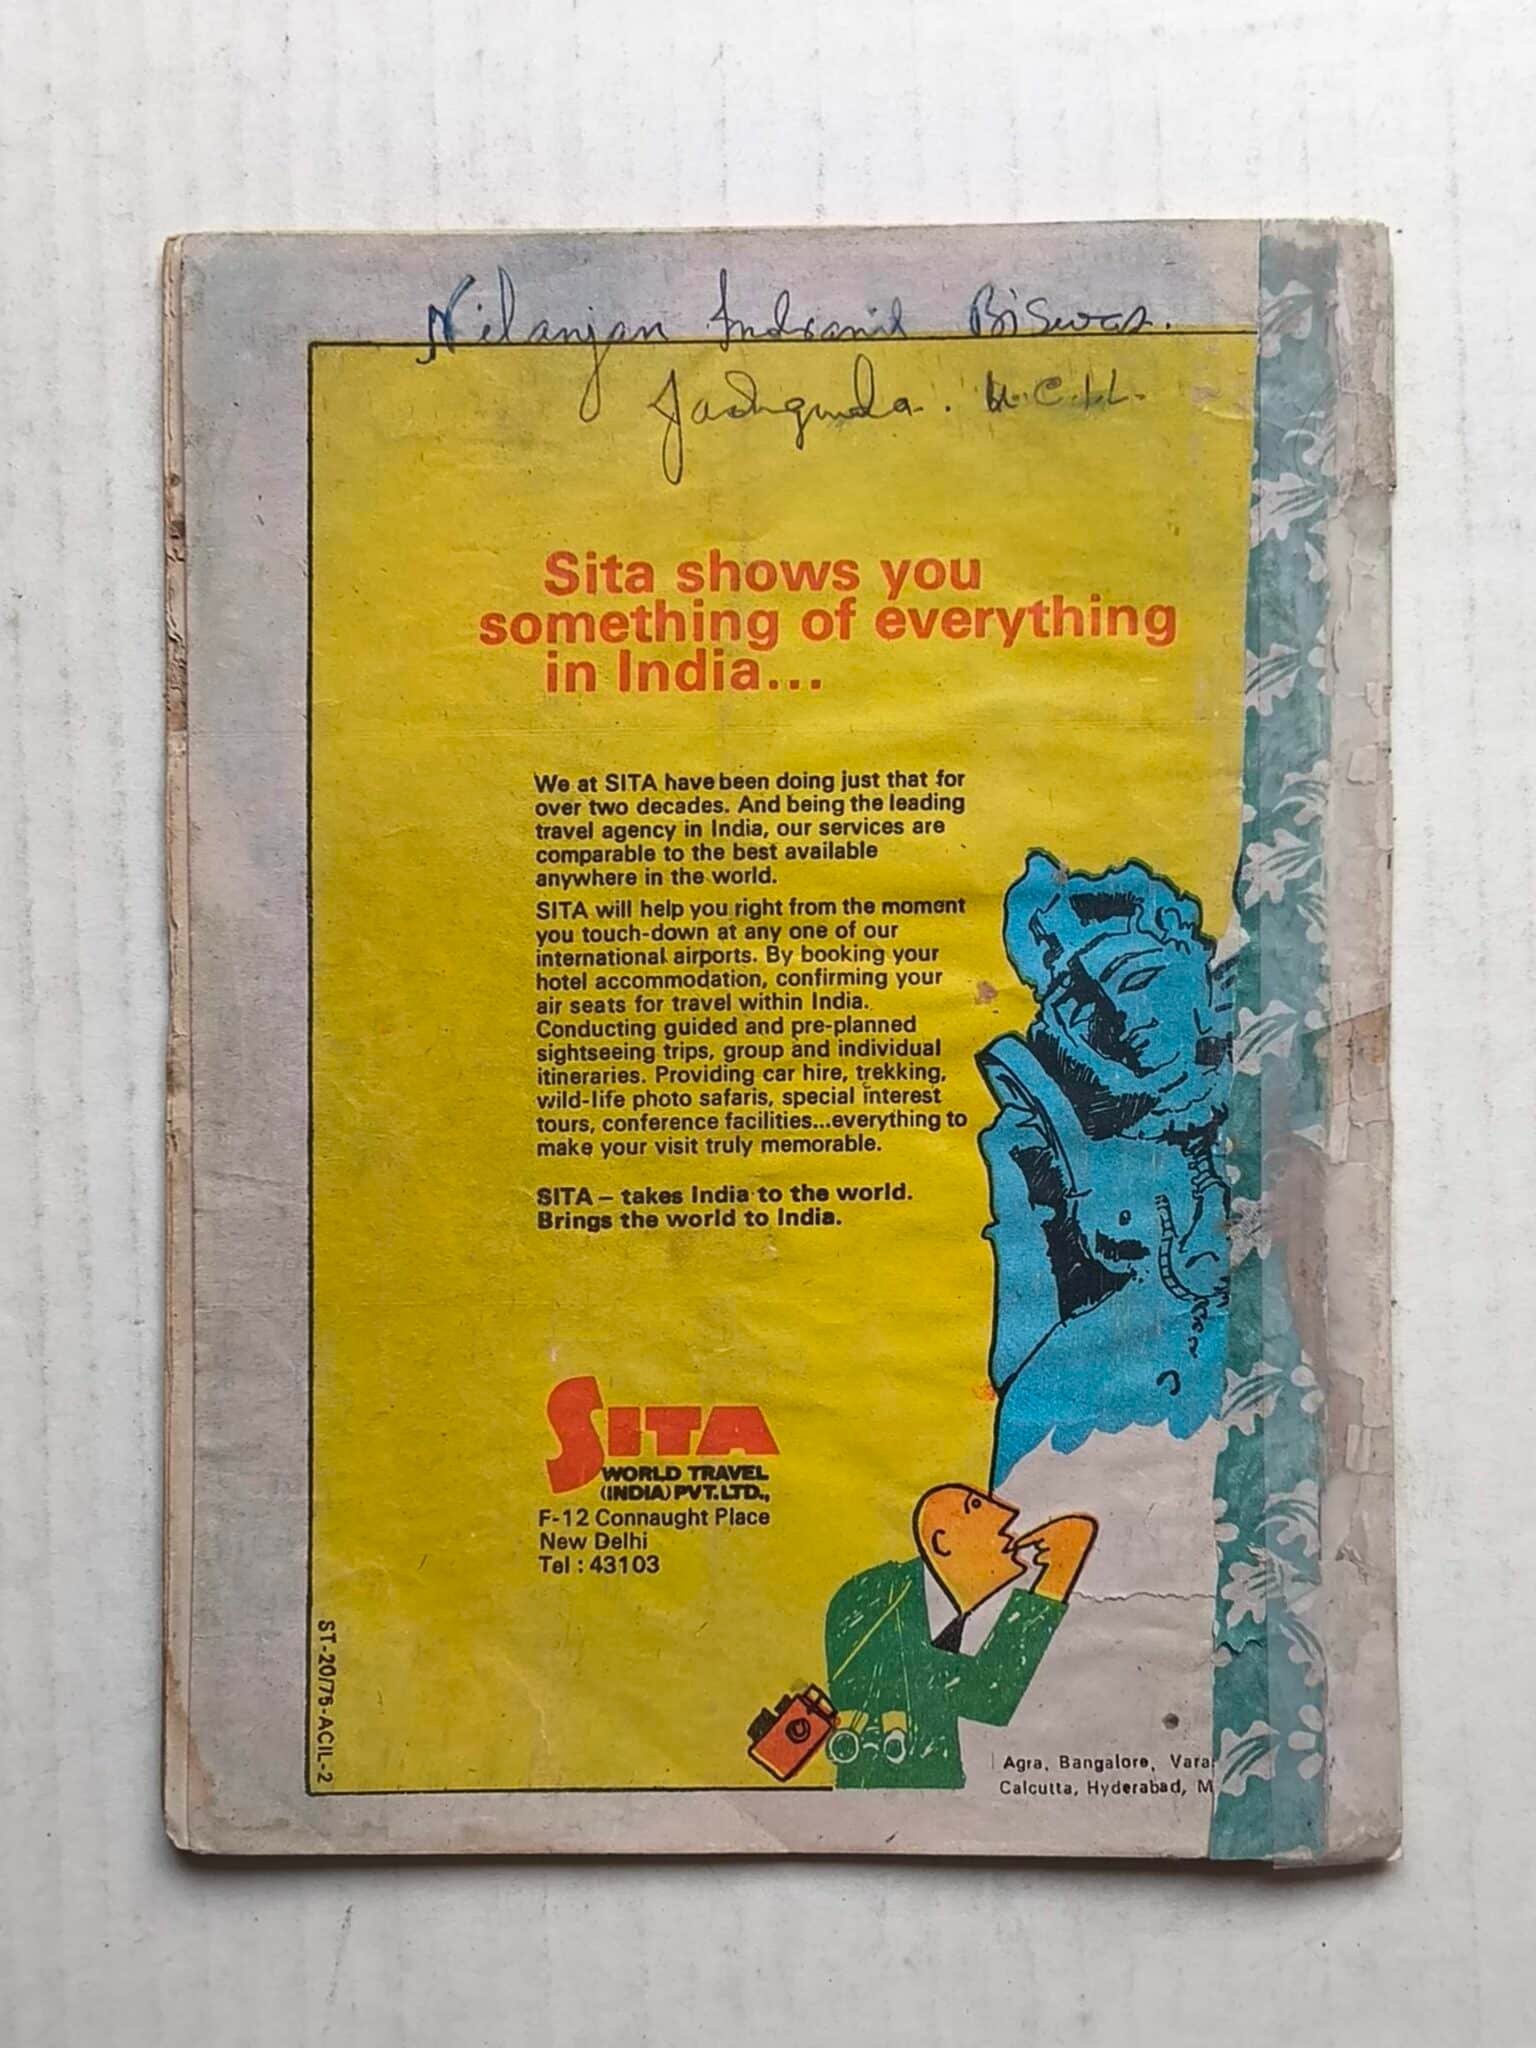 Nilanjan Indranil Biswas.
Jaduguda. U.C.I.L.
Sita shows you
something of everything
in India...
We at SITA have been doing just that for
over two decades. And being the leading
travel agency in India, our services are
comparable to the best available
anywhere in the world.
SITA will help you right from the moment
you touch-down at any one of our
international airports. By booking your
hotel accommodation, confirming your
air seats for travel within India.
Conducting guided and pre-planned
sightseeing trips, group and individual
itineraries. Providing car hire, trekking,
wild-life photo safaris, special interest
tours, conference facilities...everything to
make your visit truly memorable.
SITA – takes India to the world.
Brings the world to India.
SITA
WORLD TRAVEL
(INDIA) PVT. LTD.,
F-12 Connaught Place
New Delhi
Tel : 43103
ST-20/75-ACIL-2
Agra, Bangalore, Vara
Calcutta, Hyderabad, M